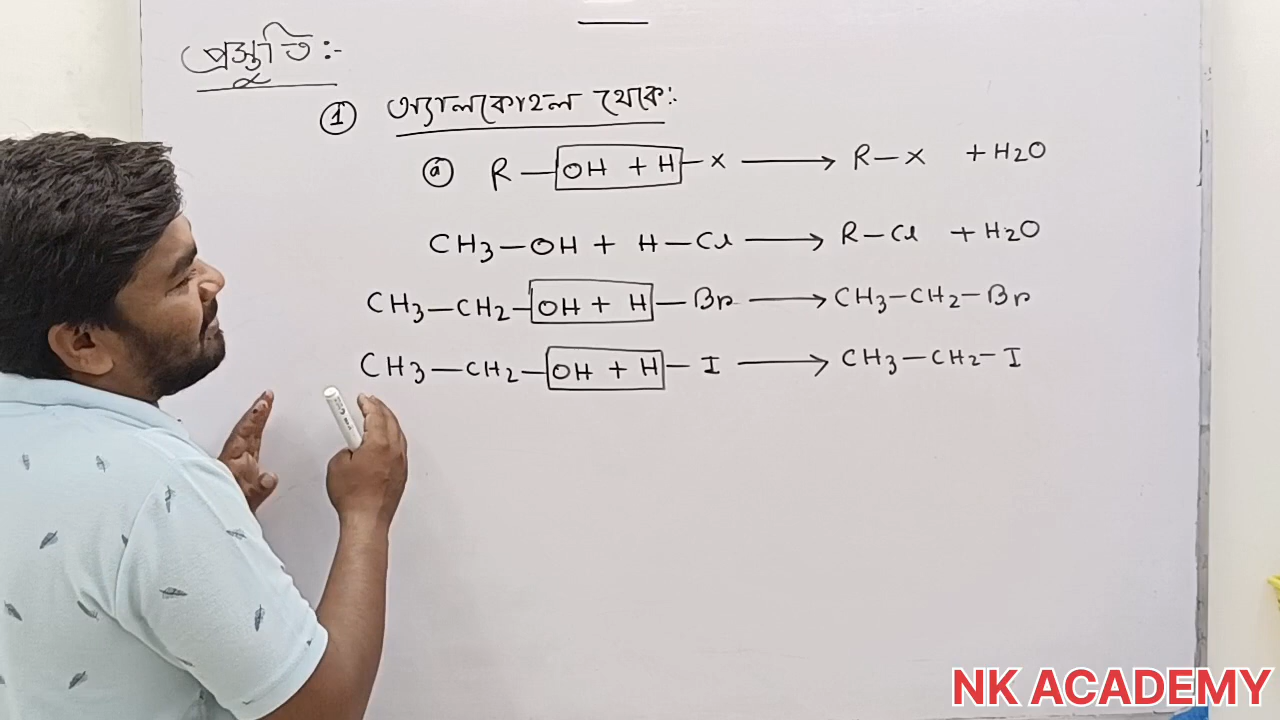 প্রস্তুতি :-
① অ্যালকোহল থেকে :
ⓐ R — OH + H — X ⟶ R — X + H2O
CH3 — OH + H — Cl ⟶ R — Cl + H2O
CH3 — CH2 — OH + H — Br ⟶ CH3 — CH2 — Br
CH3 — CH2 — OH + H — I ⟶ CH3 — CH2 — I
NK ACADEMY